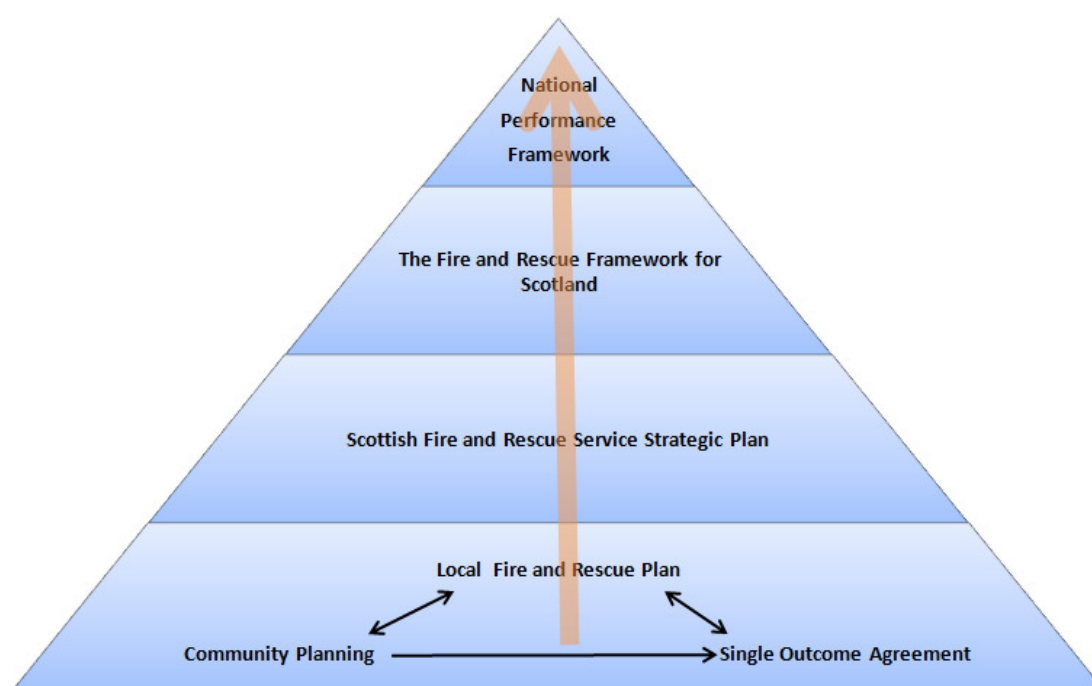 National
Performance
Framework
The Fire and Rescue Framework for
Scotland
Scottish Fire and Rescue Service Strategic Plan
Local  Fire and Rescue Plan
Community Planning
Single Outcome Agreement